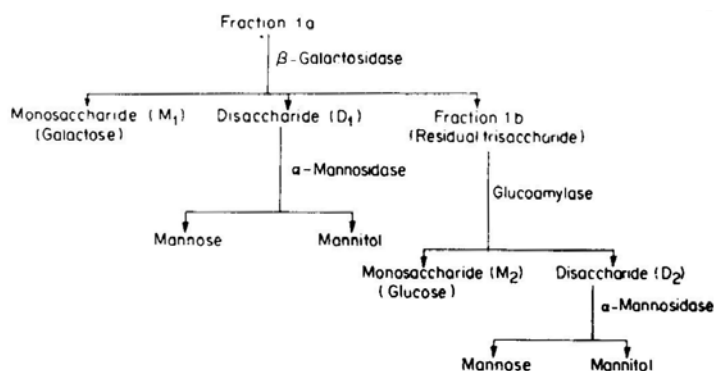 Fraction 1a
β-Galactosidase
Monosaccharide (M₁)
(Galactose)
Disaccharide (D₁)
Fraction 1b
(Residual trisaccharide)
α-Mannosidase
Glucoamylase
Mannose
Mannitol
Monosaccharide (M₂)
(Glucose)
Disaccharide (D₂)
α-Mannosidase
Mannose
Mannitol